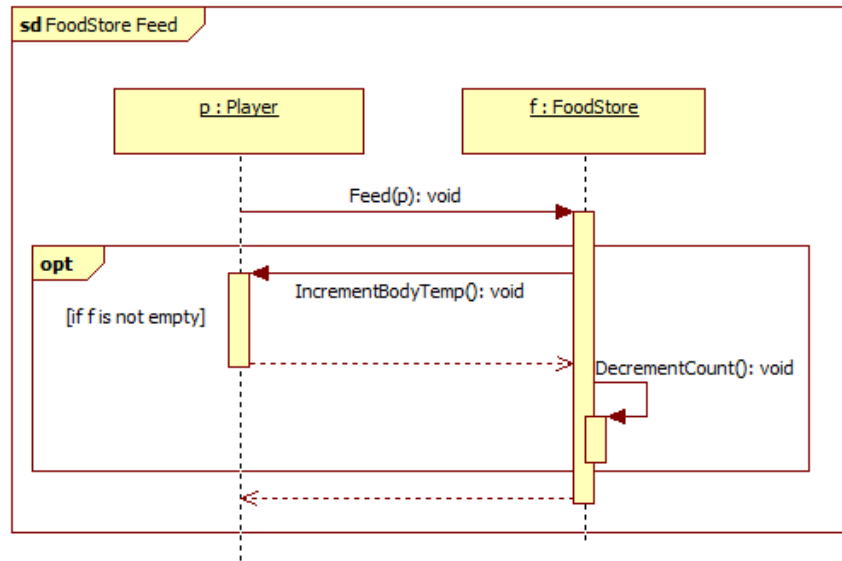 sd FoodStore Feed
p : Player
f : FoodStore
Feed(p): void
opt
IncrementBodyTemp(): void
[if f is not empty]
DecrementCount(): void